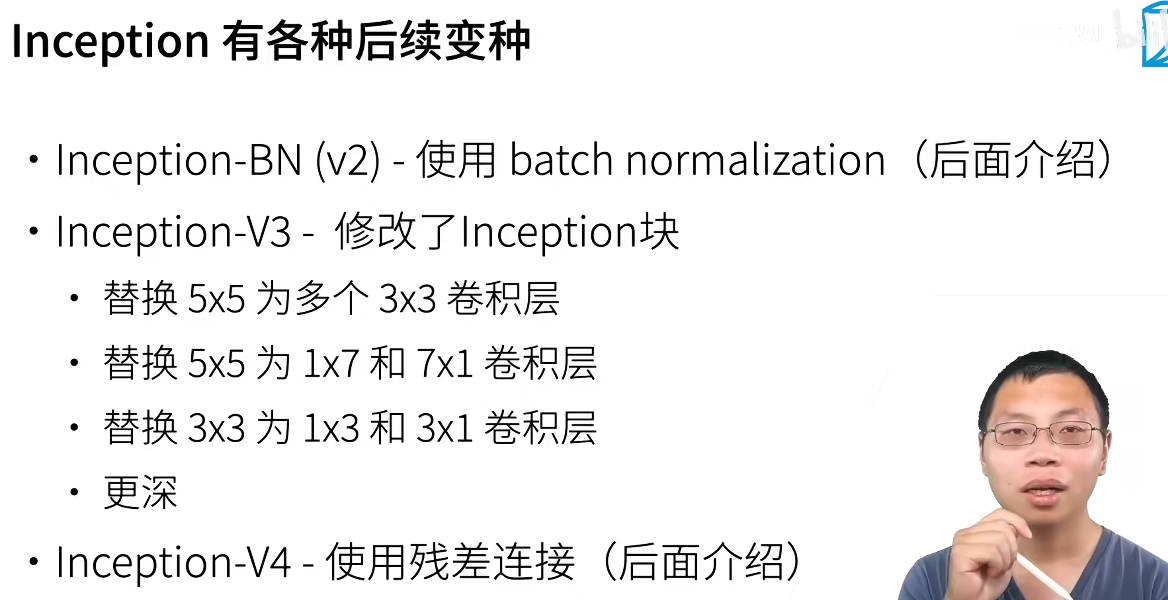 Inception 有各种后续变种
• Inception-BN (v2) - 使用 batch normalization（后面介绍）
• Inception-V3 - 修改了Inception块
• 替换 5x5 为多个 3x3 卷积层
• 替换 5x5 为 1x7 和 7x1 卷积层
• 替换 3x3 为 1x3 和 3x1 卷积层
• 更深
• Inception-V4 - 使用残差连接（后面介绍）